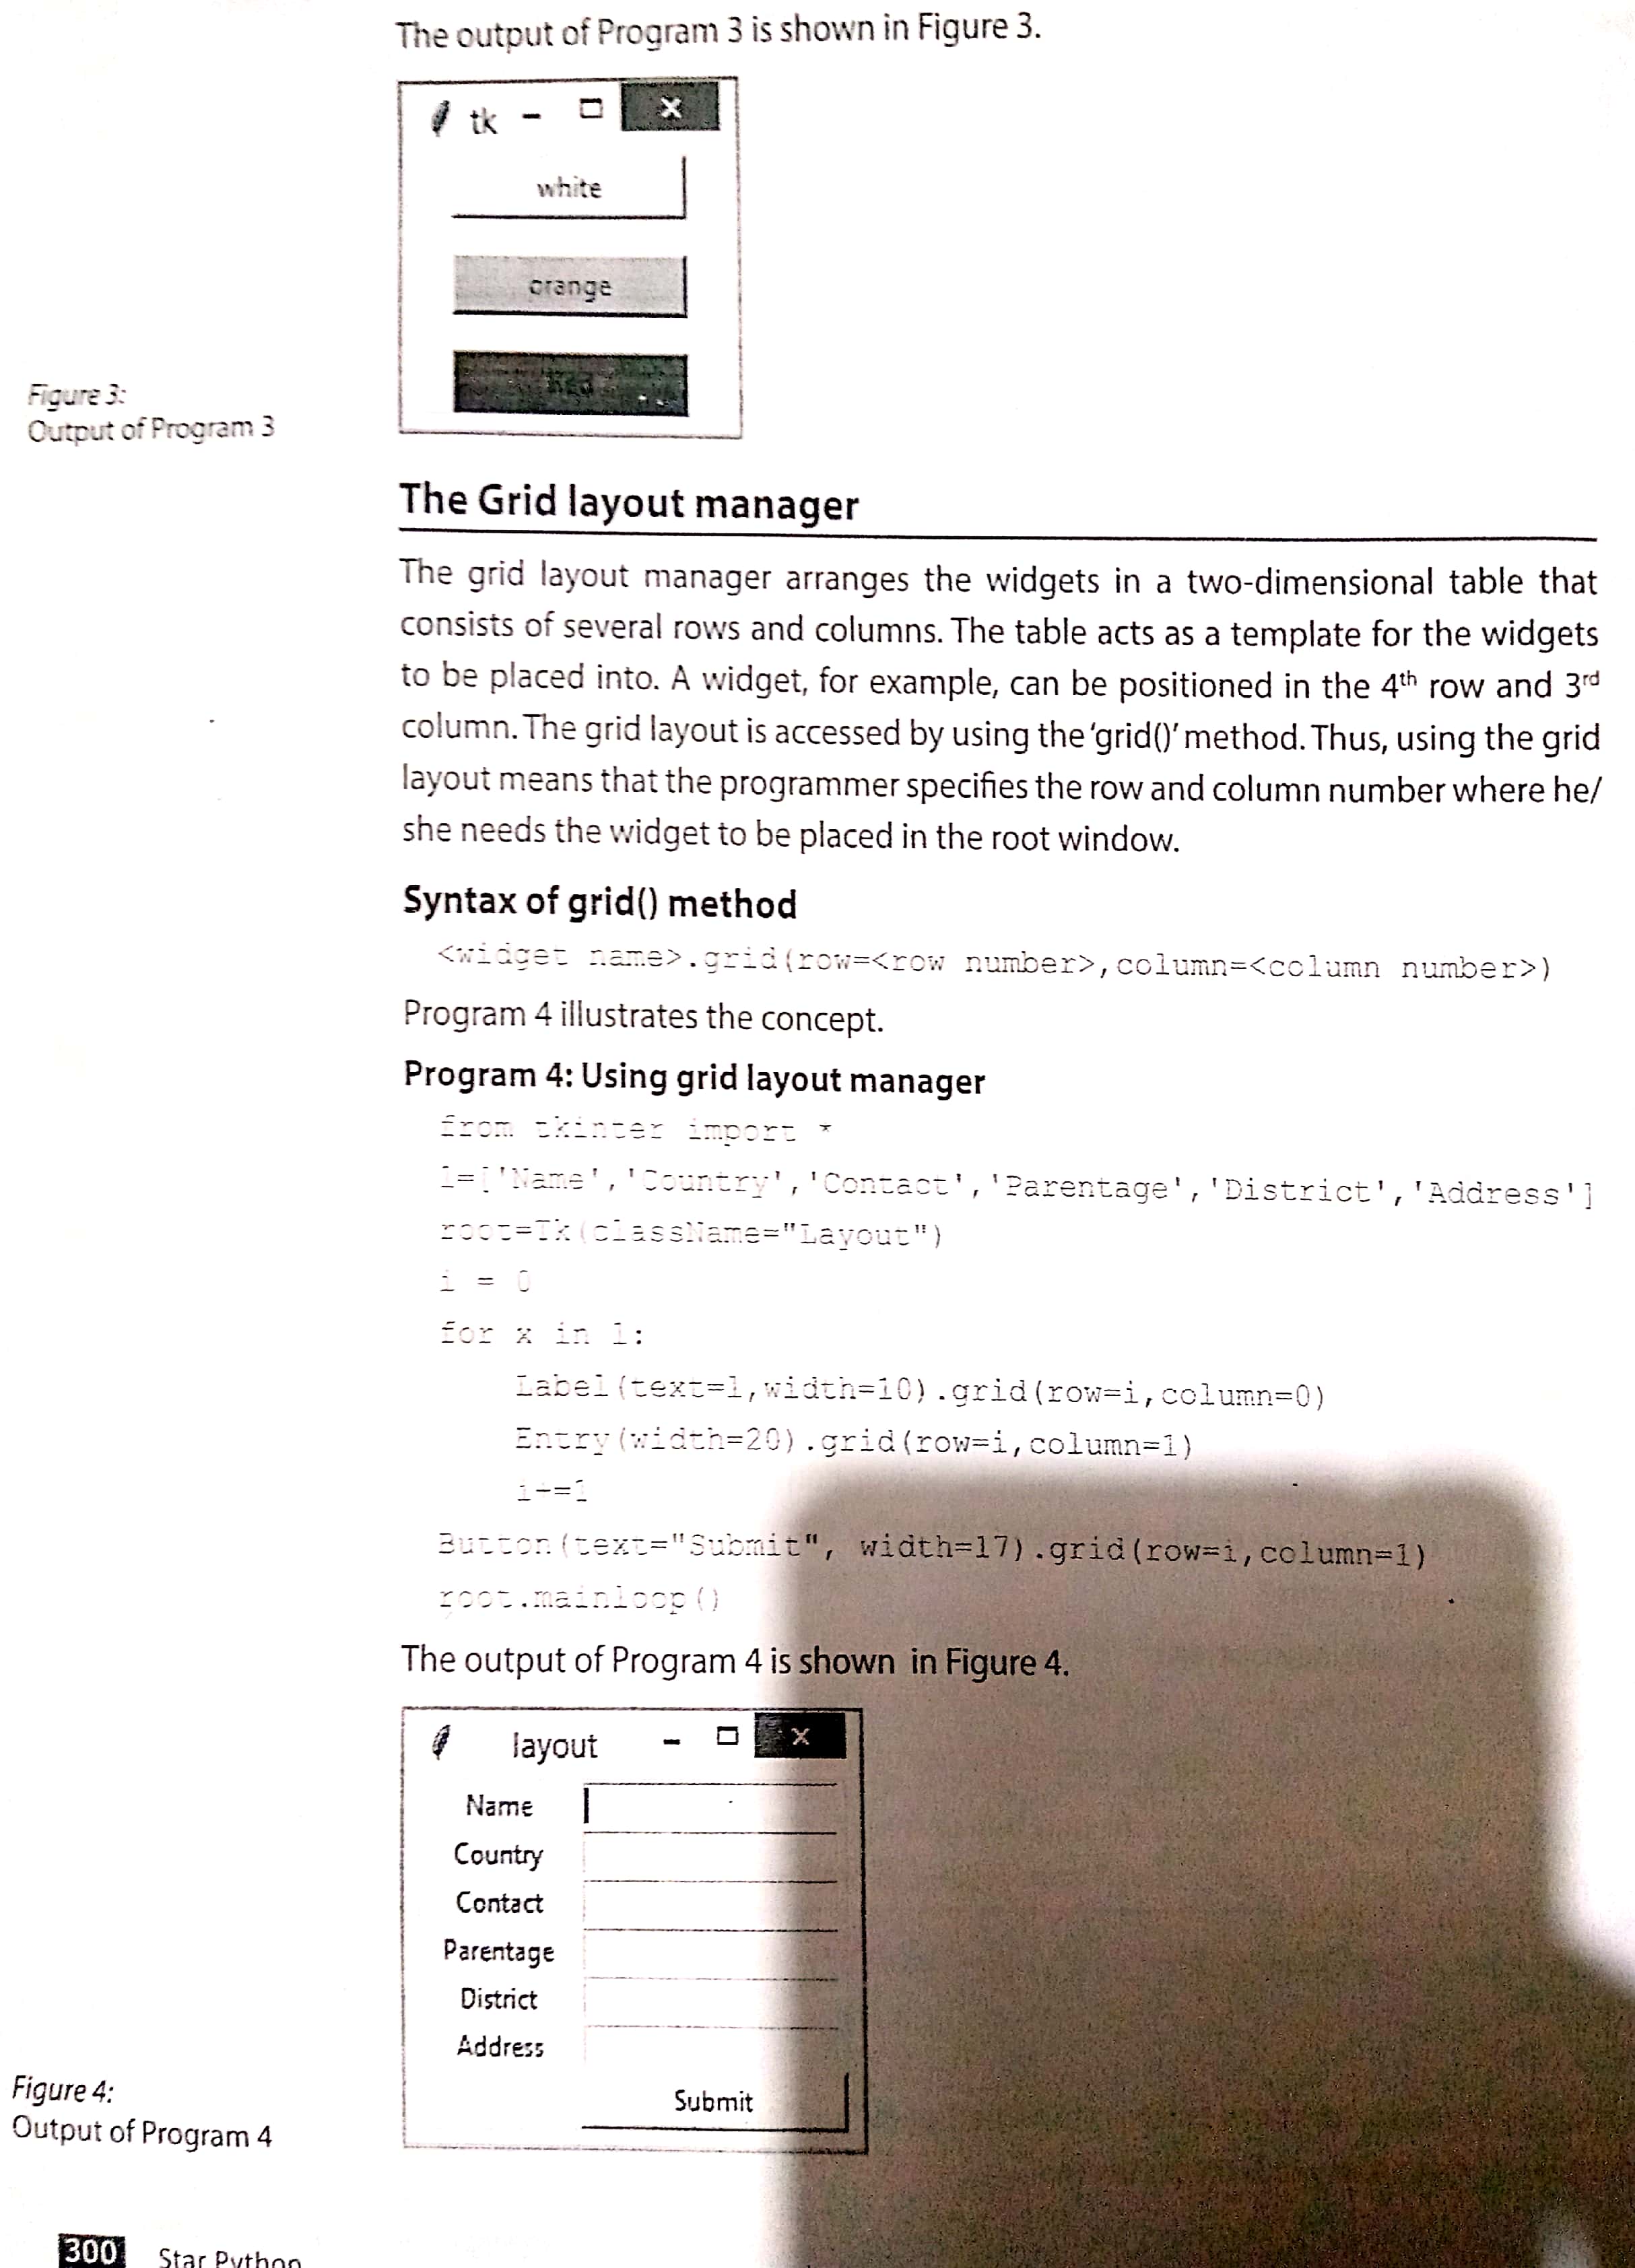 The output of Program 3 is shown in Figure 3.
tk
white
orange
Red
Figure 3:
Output of Program 3
The Grid layout manager
The grid layout manager arranges the widgets in a two-dimensional table that
consists of several rows and columns. The table acts as a template for the widgets
to be placed into. A widget, for example, can be positioned in the 4th row and 3rd
column. The grid layout is accessed by using the 'grid()' method. Thus, using the grid
layout means that the programmer specifies the row and column number where he/
she needs the widget to be placed in the root window.
Syntax of grid() method
<widget name>.grid(row=<row number>,column=<column number>)
Program 4 illustrates the concept.
Program 4: Using grid layout manager
from tkinter import *
l=['Name','Country','Contact','Parentage','District','Address']
root=Tk(className="Layout")
i = 0
for x in l:
Label(text=l,width=10).grid(row=i,column=0)
Entry(width=20).grid(row=i,column=1)
i+=1
Button(text="Submit", width=17).grid(row=i,column=1)
root.mainloop()
The output of Program 4 is shown in Figure 4.
layout
Name
Country
Contact
Parentage
District
Address
Submit
Figure 4:
Output of Program 4
300 Star Python